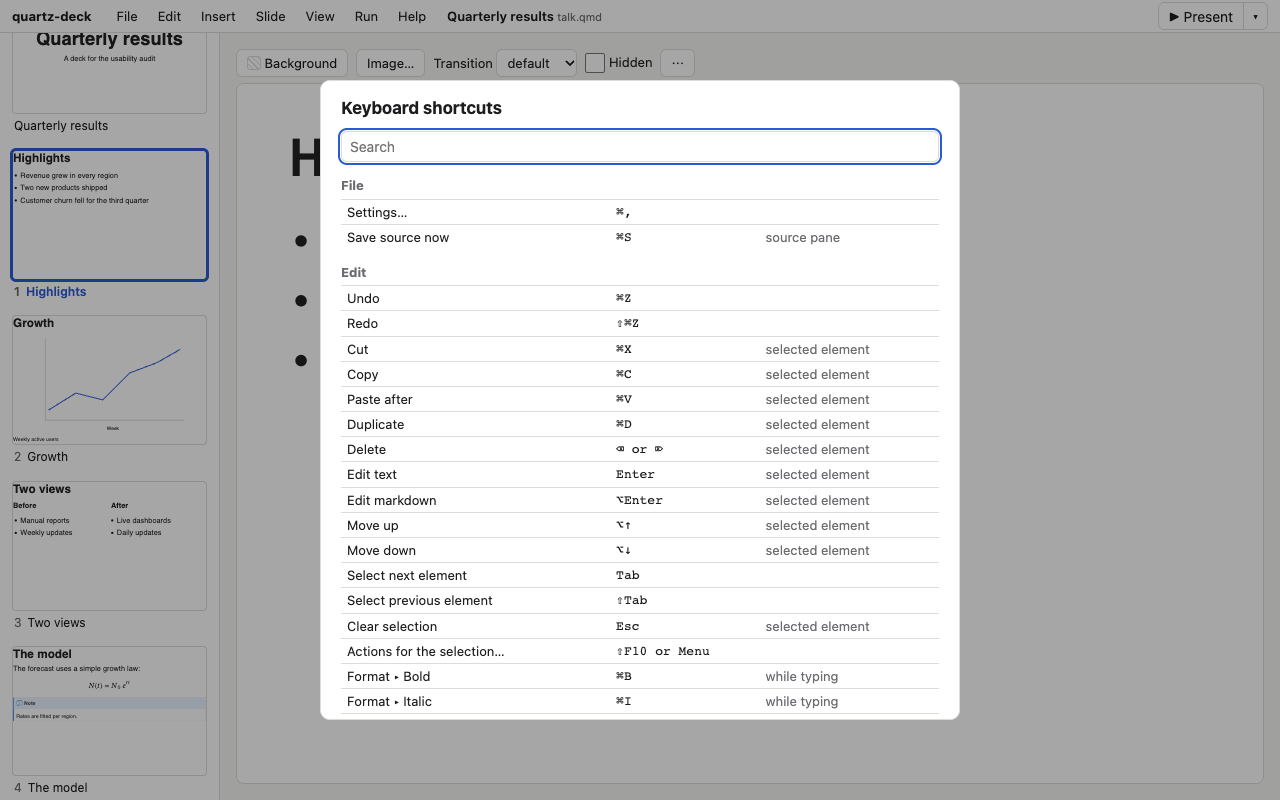 quartz-deck File Edit Insert Slide View Run Help Quarterly results talk.qmd ▶ Present ▾
Quarterly results
A deck for the usability audit
Quarterly results
Highlights
• Revenue grew in every region
• Two new products shipped
• Customer churn fell for the third quarter
1 Highlights
Growth
Week
Weekly active users
2 Growth
Two views
Before After
• Manual reports • Live dashboards
• Weekly updates • Daily updates
3 Two views
The model
The forecast uses a simple growth law:
Note
Rates are fitted per region.
4 The model
Background Image... Transition default Hidden ...
H
Keyboard shortcuts
Search
File
Settings... ⌘,
Save source now ⌘S source pane
Edit
Undo ⌘Z
Redo ⇧⌘Z
Cut ⌘X selected element
Copy ⌘C selected element
Paste after ⌘V selected element
Duplicate ⌘D selected element
Delete ⌫ or ⌦ selected element
Edit text Enter selected element
Edit markdown ⌥Enter selected element
Move up ⌥↑ selected element
Move down ⌥↓ selected element
Select next element Tab
Select previous element ⇧Tab
Clear selection Esc selected element
Actions for the selection... ⇧F10 or Menu
Format ▸ Bold ⌘B while typing
Format ▸ Italic ⌘I while typing